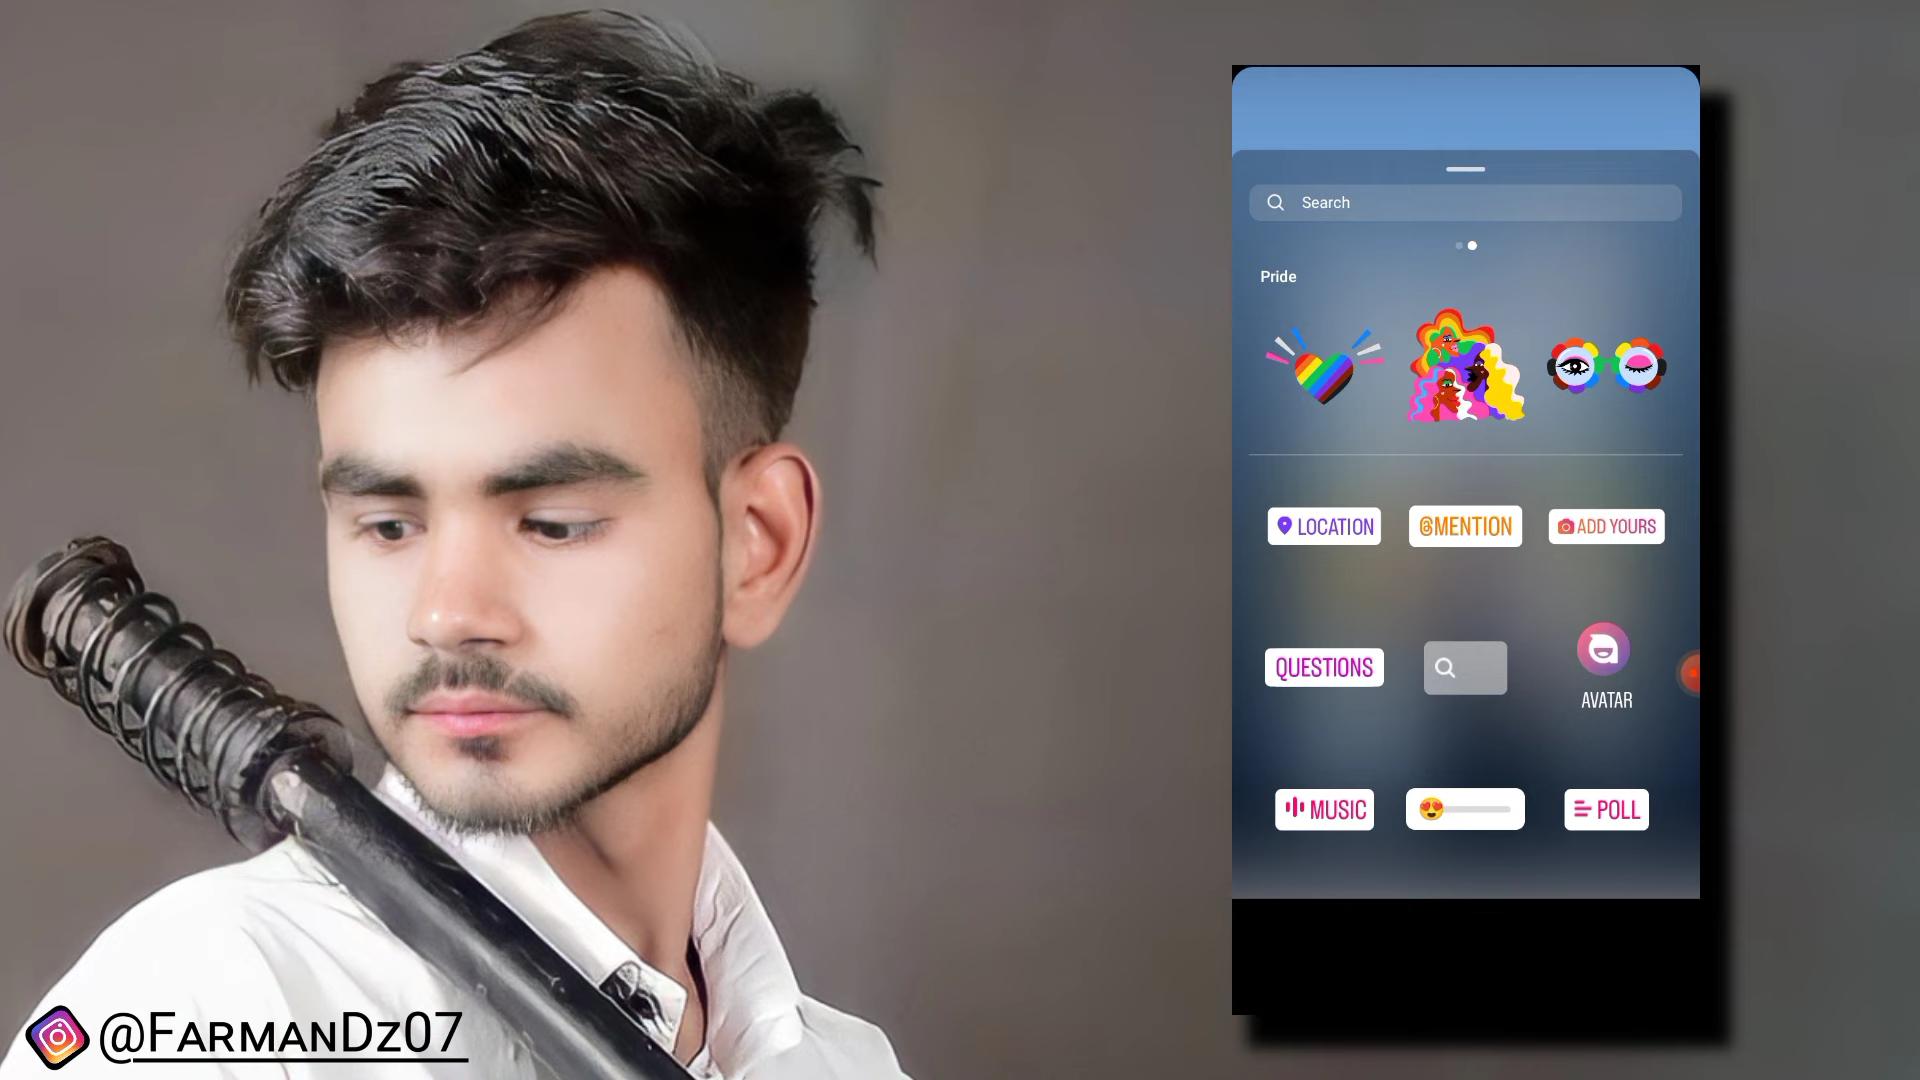 Search
Pride
LOCATION
@MENTION
ADD YOURS
QUESTIONS
AVATAR
MUSIC
POLL
@FarmanDz07